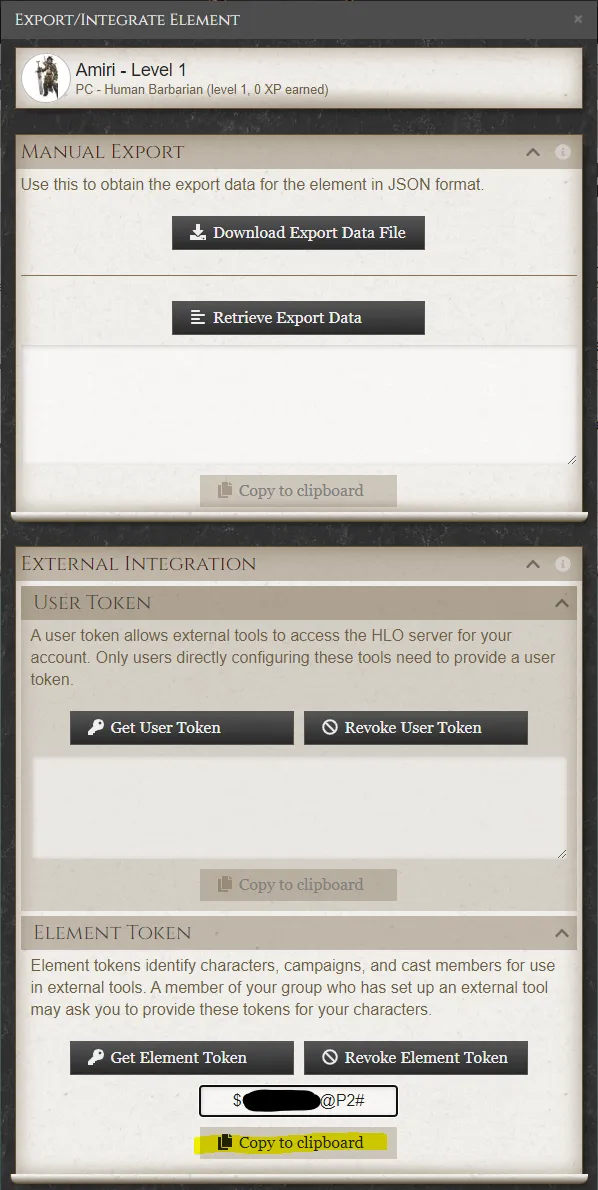 Export/Integrate Element
Amiri - Level 1
PC - Human Barbarian (level 1, 0 XP earned)
Manual Export
Use this to obtain the export data for the element in JSON format.
Download Export Data File
Retrieve Export Data
Copy to clipboard
External Integration
User Token
A user token allows external tools to access the HLO server for your
account. Only users directly configuring these tools need to provide a user
token.
Get User Token
Revoke User Token
Copy to clipboard
Element Token
Element tokens identify characters, campaigns, and cast members for use
in external tools. A member of your group who has set up an external tool
may ask you to provide these tokens for your characters.
Get Element Token
Revoke Element Token
$ @P2#
Copy to clipboard